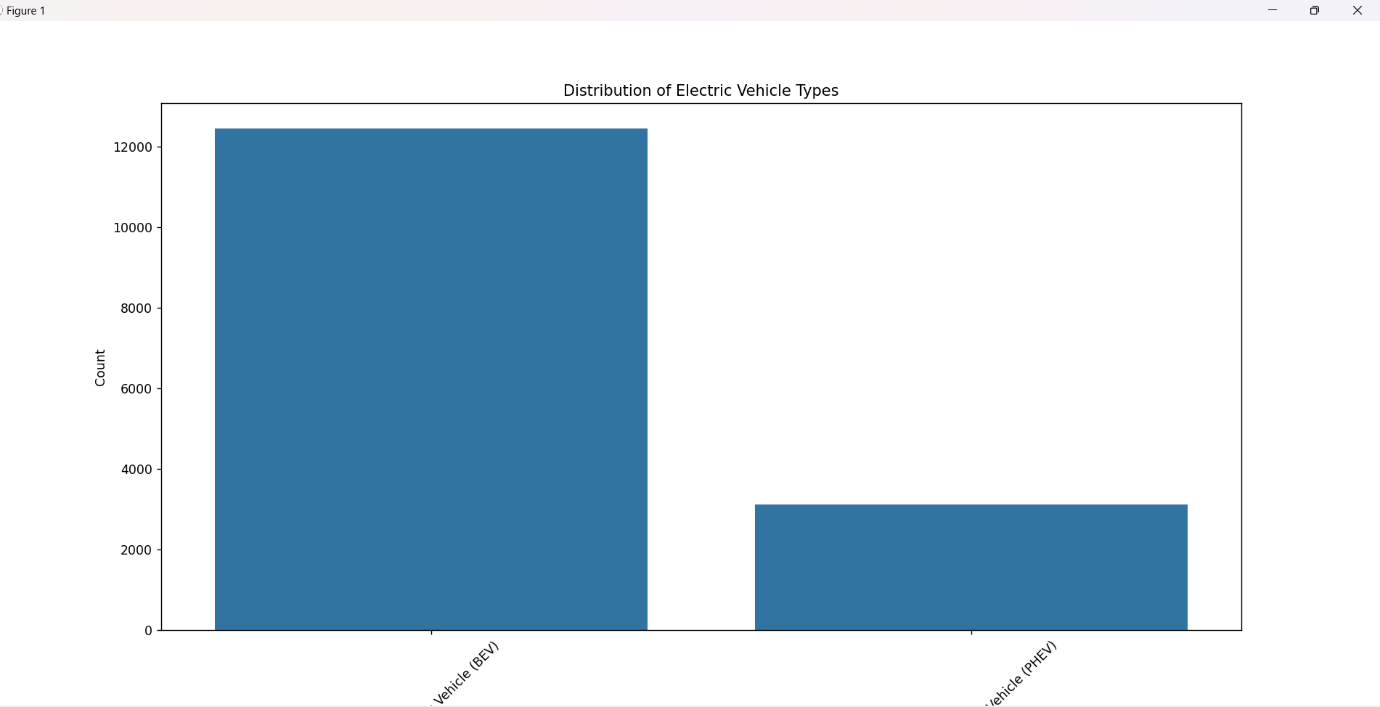 Figure 1
Distribution of Electric Vehicle Types
12000
10000
8000
6000
4000
2000
0
Count
Vehicle (BEV)
Vehicle (PHEV)